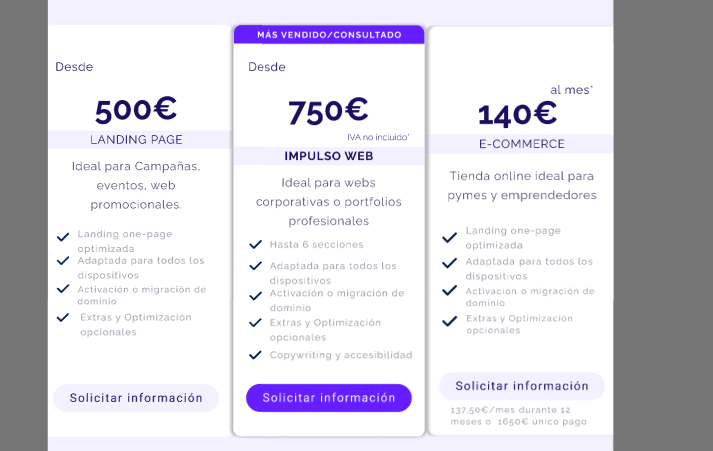 Desde
500€
LANDING PAGE
Ideal para Campañas,
eventos, web
promocionales.
Landing one-page
optimizada
Adaptada para todos los
dispositivos
Activación o migración de
dominio
Extras y Optimización
opcionales
Solicitar información
MÁS VENDIDO/CONSULTADO
Desde
750€
IVA no incluido*
IMPULSO WEB
Ideal para webs
corporativas o portfolios
profesionales
Hasta 6 secciones
Adaptada para todos los
dispositivos
Activación o migración de
dominio
Extras y Optimización
opcionales
Copywriting y accesibilidad
Solicitar información
al mes*
140€
E-COMMERCE
Tienda online ideal para
pymes y emprendedores
Landing one-page
optimizada
Adaptada para todos los
dispositivos
Activación o migración de
dominio
Extras y Optimización
opcionales
Solicitar información
137,50€/mes durante 12
meses o 1650€ único pago